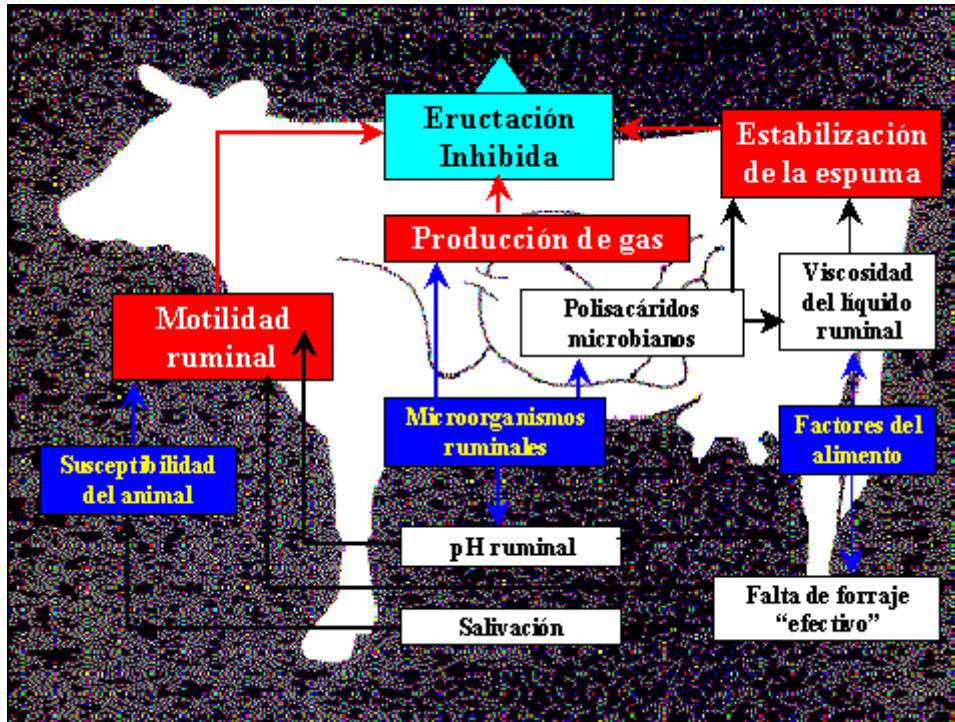 Eructación
Inhibida
Estabilización
de la espuma
Producción de gas
Viscosidad
del líquido
ruminal
Polisacáridos
microbianos
Motilidad
ruminal
Microorganismos
ruminales
Factores del
alimento
Susceptibilidad
del animal
pH ruminal
Falta de forraje
“efectivo”
Salivación